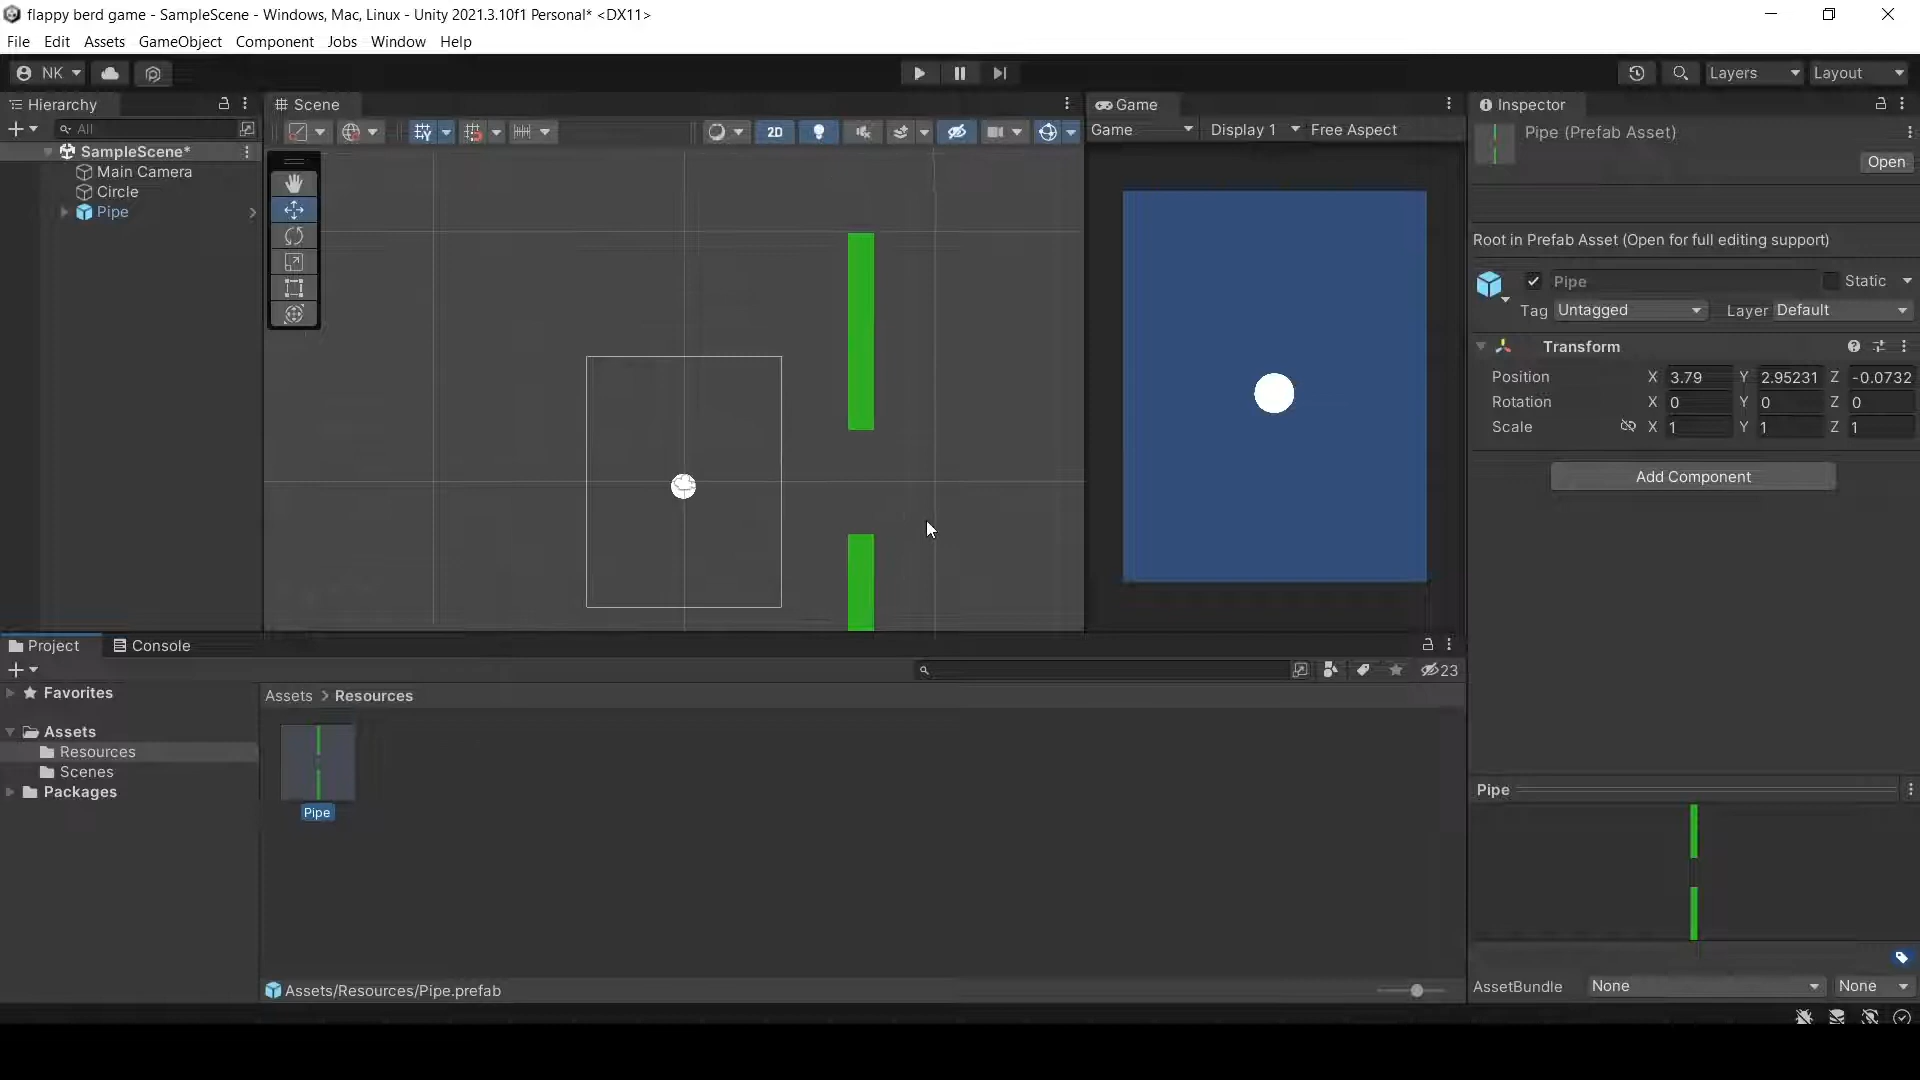 flappy berd game - SampleScene - Windows, Mac, Linux - Unity 2021.3.10f1 Personal* <DX11>
File Edit Assets GameObject Component Jobs Window Help
NK Layers Layout
Hierarchy
All
SampleScene*
Main Camera
Circle
Pipe
Scene
2D
Game
Game Display 1 Free Aspect
Inspector
Pipe (Prefab Asset)
Open
Root in Prefab Asset (Open for full editing support)
Pipe Static
Tag Untagged Layer Default
Transform
Position X 3.79 Y 2.95231 Z -0.0732
Rotation X 0 Y 0 Z 0
Scale X 1 Y 1 Z 1
Add Component
Project Console
23
Favorites
Assets
Resources
Scenes
Packages
Assets > Resources
Pipe
Assets/Resources/Pipe.prefab
Pipe
AssetBundle None None